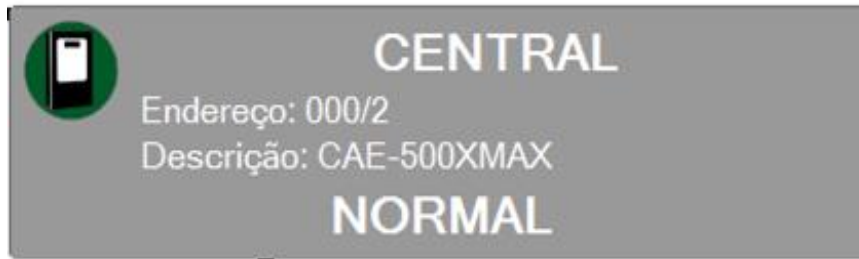 CENTRAL
Endereço: 000/2
Descrição: CAE-500XMAX
NORMAL